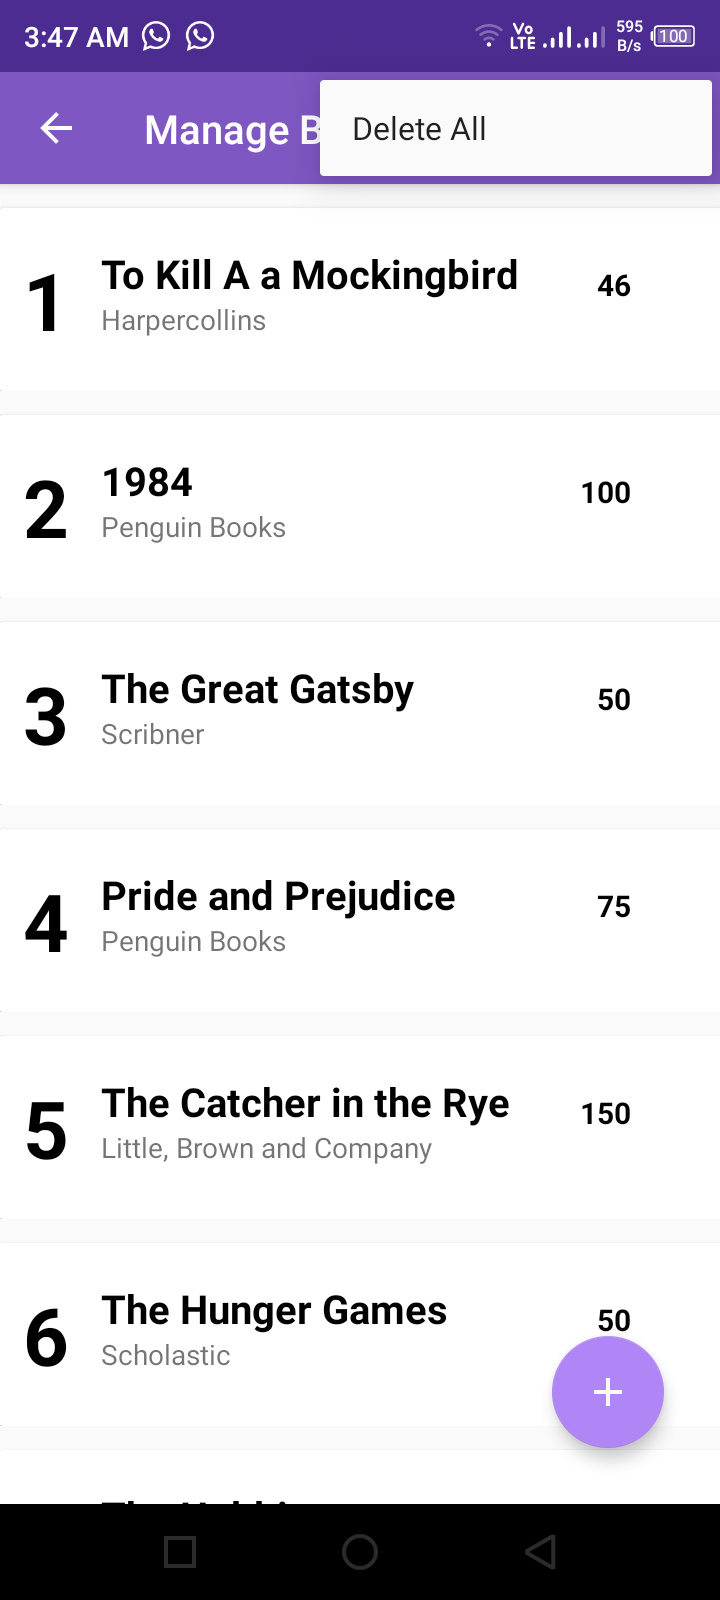 3:47 AM
Vo LTE
595 B/s
100
Manage B
Delete All
1
To Kill A a Mockingbird
46
Harpercollins
2
1984
100
Penguin Books
3
The Great Gatsby
50
Scribner
4
Pride and Prejudice
75
Penguin Books
5
The Catcher in the Rye
150
Little, Brown and Company
6
The Hunger Games
50
Scholastic
+